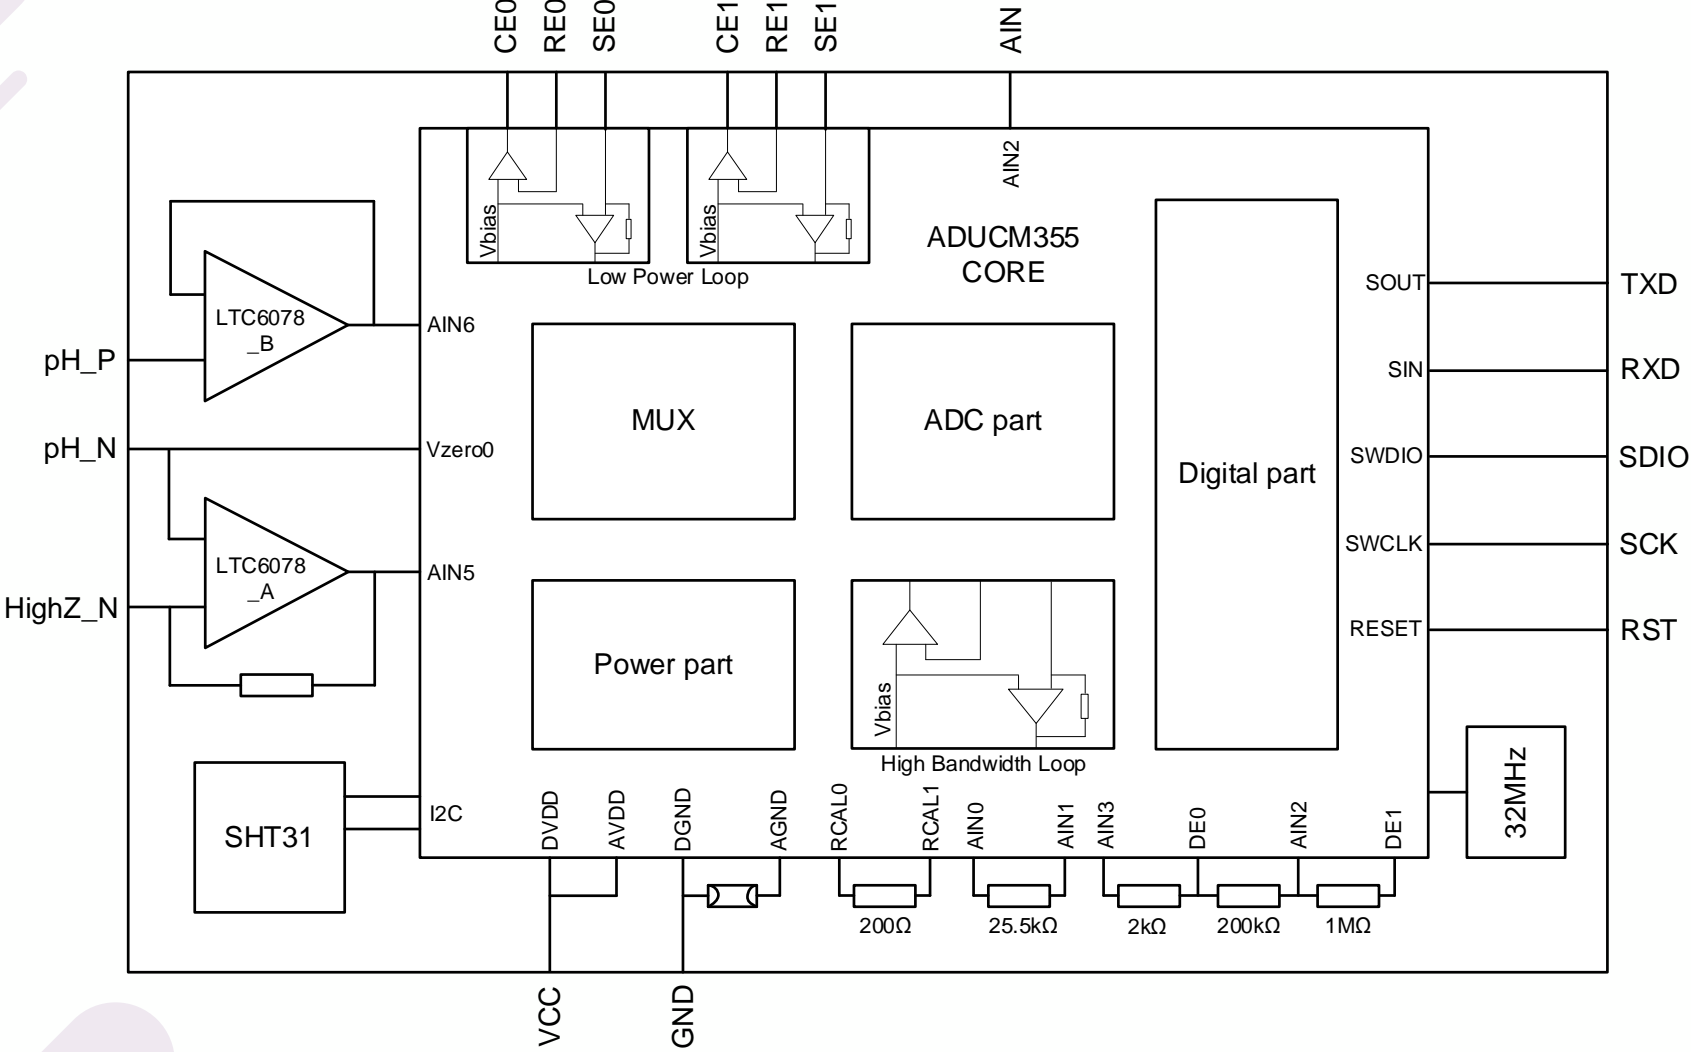 CE0
RE0
SE0
CE1
RE1
SE1
AIN
AIN2
Vbias
Vbias
Low Power Loop
ADUCM355
CORE
LTC6078
_B
AIN6
pH_P
pH_N
Vzero0
LTC6078
_A
AIN5
HighZ_N
MUX
ADC part
Digital part
Power part
Vbias
High Bandwidth Loop
SOUT
TXD
SIN
RXD
SWDIO
SDIO
SWCLK
SCK
RESET
RST
32MHz
SHT31
I2C
DVDD
AVDD
DGND
AGND
RCAL0
RCAL1
AIN0
AIN1
AIN3
DE0
AIN2
DE1
200Ω
25.5kΩ
2kΩ
200kΩ
1MΩ
VCC
GND